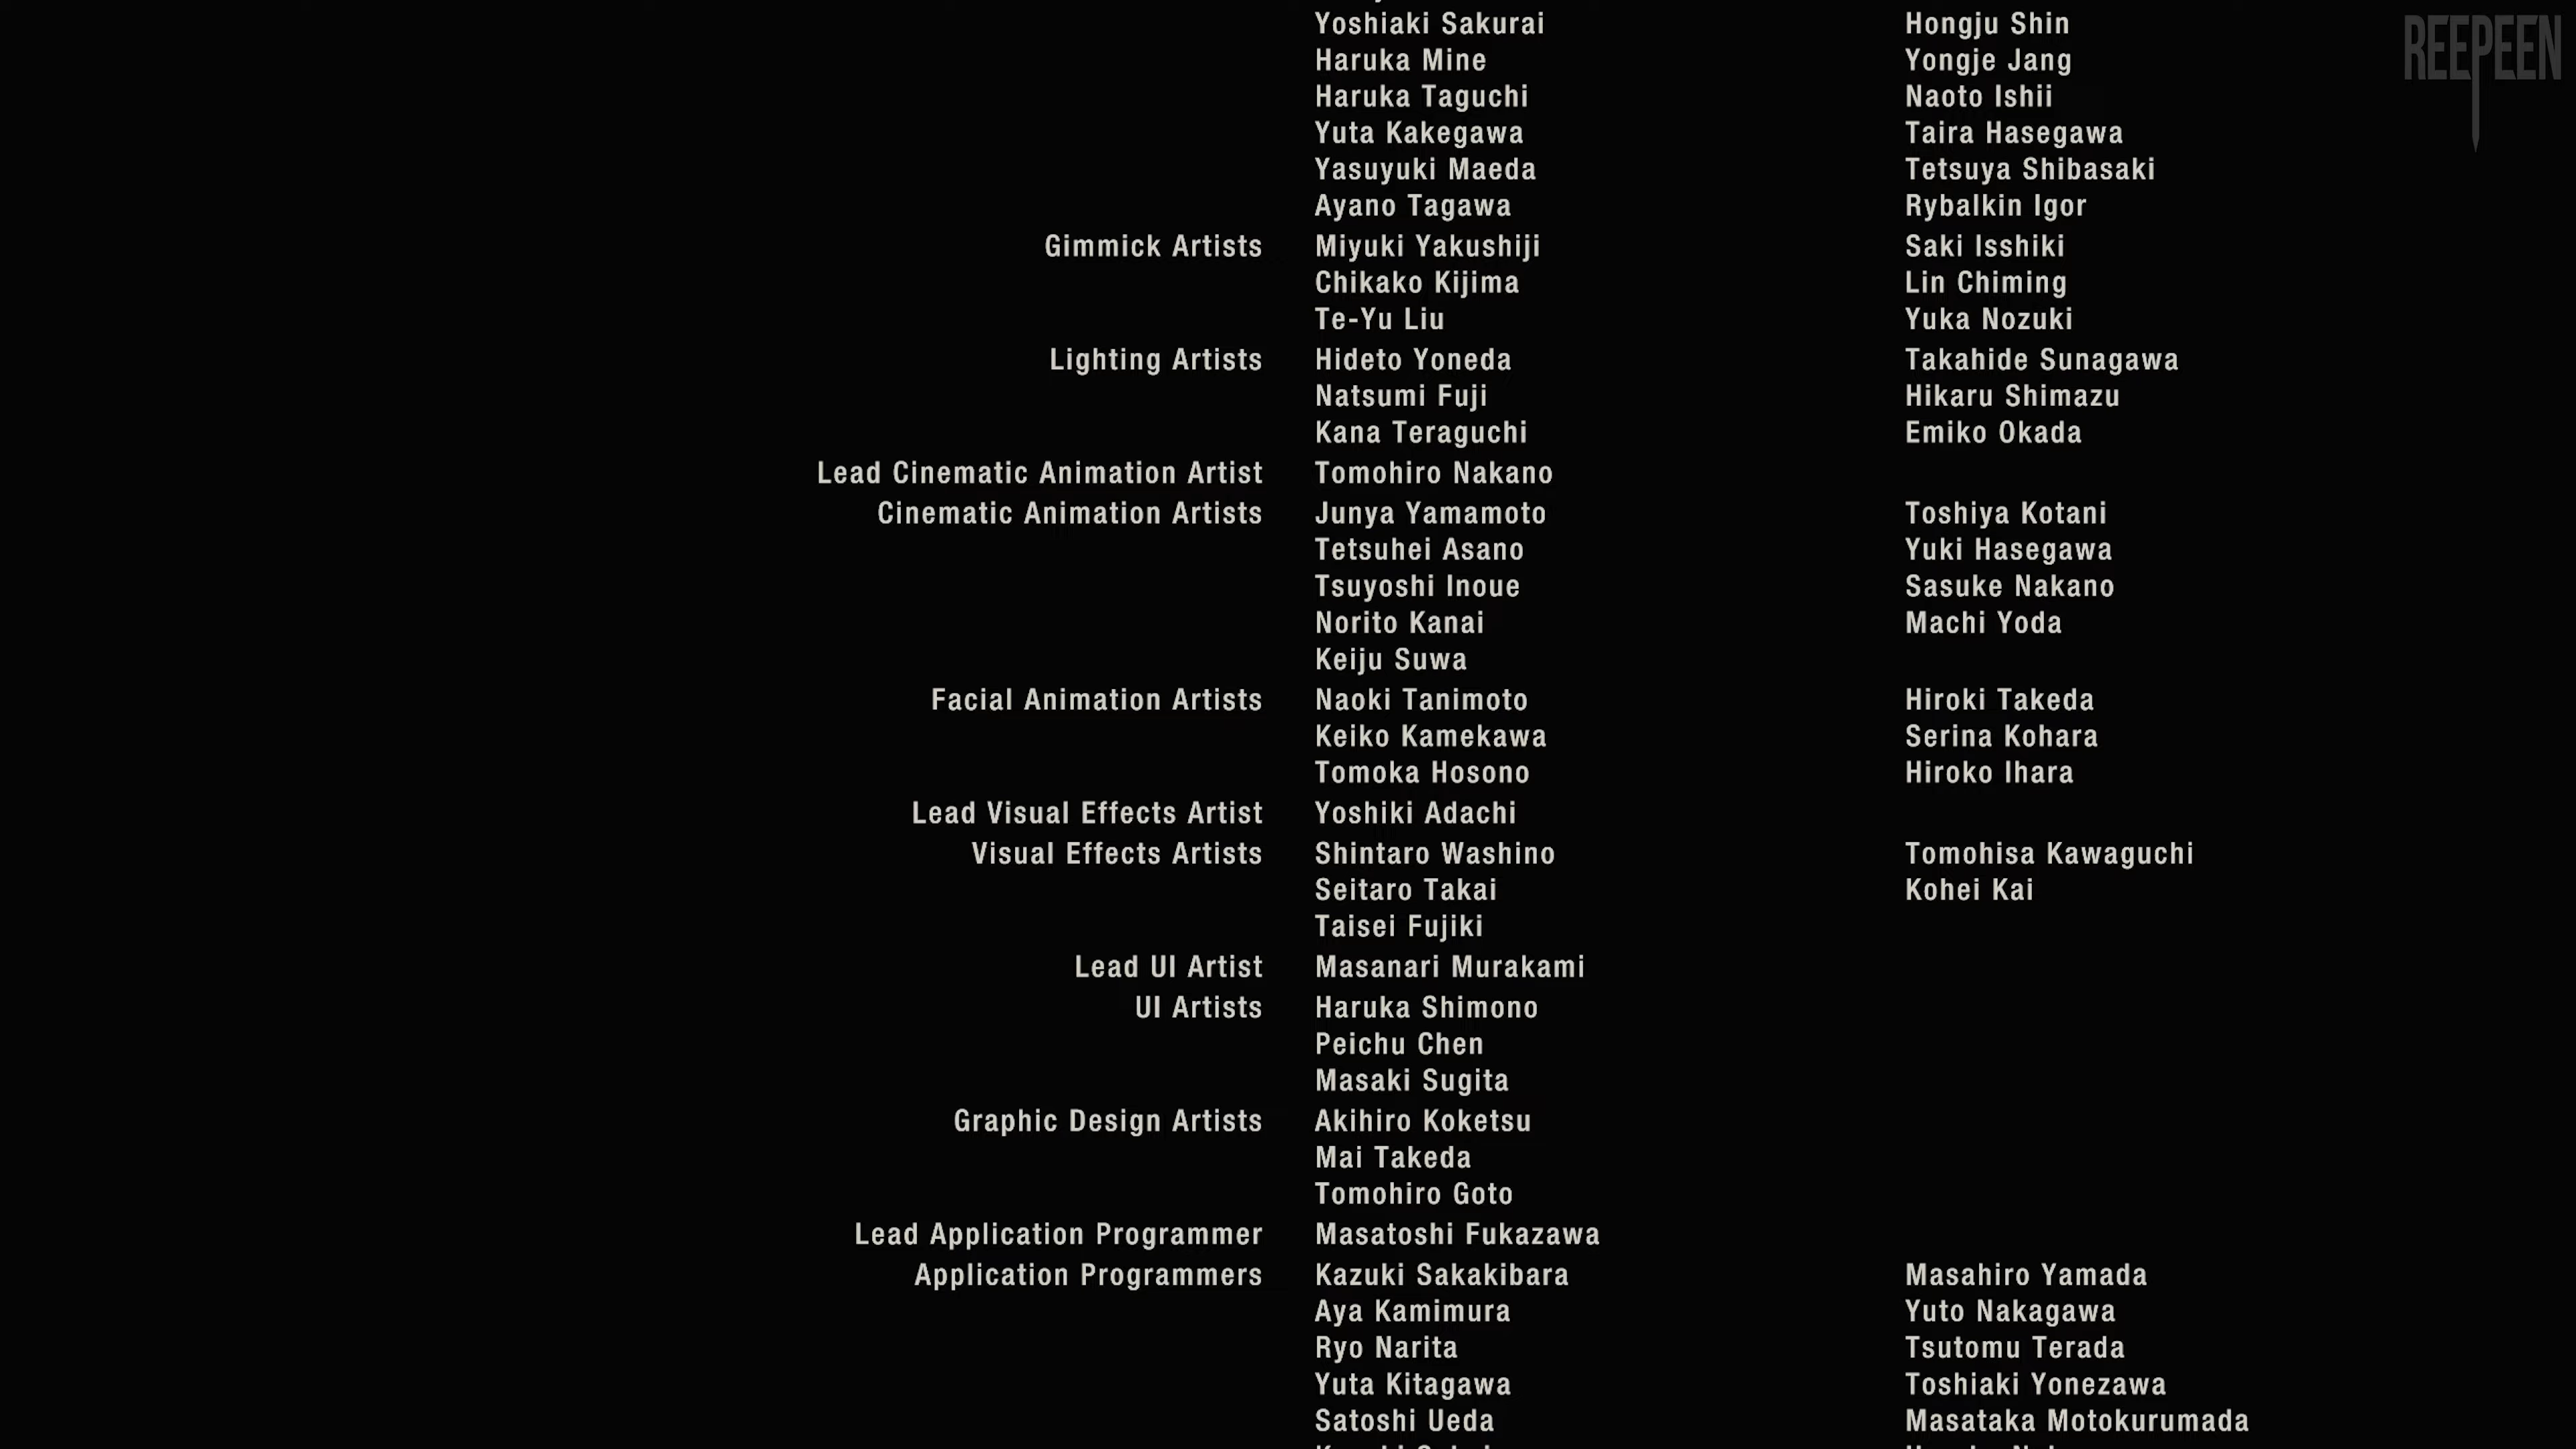 Yoshiaki Sakurai Hongju Shin
REEPEEN
Haruka Mine Yongje Jang
Haruka Taguchi Naoto Ishii
Yuta Kakegawa Taira Hasegawa
Yasuyuki Maeda Tetsuya Shibasaki
Ayano Tagawa Rybalkin Igor
Gimmick Artists Miyuki Yakushiji Saki Isshiki
Chikako Kijima Lin Chiming
Te-Yu Liu Yuka Nozuki
Lighting Artists Hideto Yoneda Takahide Sunagawa
Natsumi Fuji Hikaru Shimazu
Kana Teraguchi Emiko Okada
Lead Cinematic Animation Artist Tomohiro Nakano
Cinematic Animation Artists Junya Yamamoto Toshiya Kotani
Tetsuhei Asano Yuki Hasegawa
Tsuyoshi Inoue Sasuke Nakano
Norito Kanai Machi Yoda
Keiju Suwa
Facial Animation Artists Naoki Tanimoto Hiroki Takeda
Keiko Kamekawa Serina Kohara
Tomoka Hosono Hiroko Ihara
Lead Visual Effects Artist Yoshiki Adachi
Visual Effects Artists Shintaro Washino Tomohisa Kawaguchi
Seitaro Takai Kohei Kai
Taisei Fujiki
Lead UI Artist Masanari Murakami
UI Artists Haruka Shimono
Peichu Chen
Masaki Sugita
Graphic Design Artists Akihiro Koketsu
Mai Takeda
Tomohiro Goto
Lead Application Programmer Masatoshi Fukazawa
Application Programmers Kazuki Sakakibara Masahiro Yamada
Aya Kamimura Yuto Nakagawa
Ryo Narita Tsutomu Terada
Yuta Kitagawa Toshiaki Yonezawa
Satoshi Ueda Masataka Motokurumada